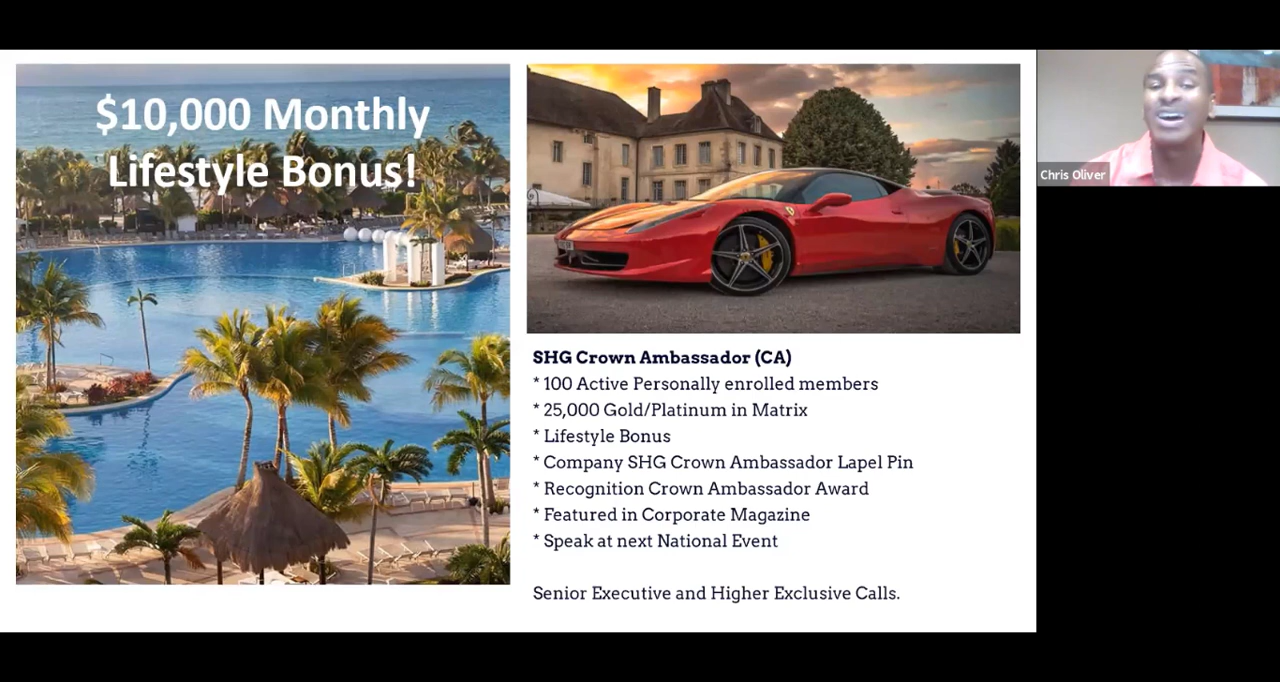 $10,000 Monthly
Lifestyle Bonus!
SHG Crown Ambassador (CA)
* 100 Active Personally enrolled members
* 25,000 Gold/Platinum in Matrix
* Lifestyle Bonus
* Company SHG Crown Ambassador Lapel Pin
* Recognition Crown Ambassador Award
* Featured in Corporate Magazine
* Speak at next National Event
Senior Executive and Higher Exclusive Calls.
Chris Oliver